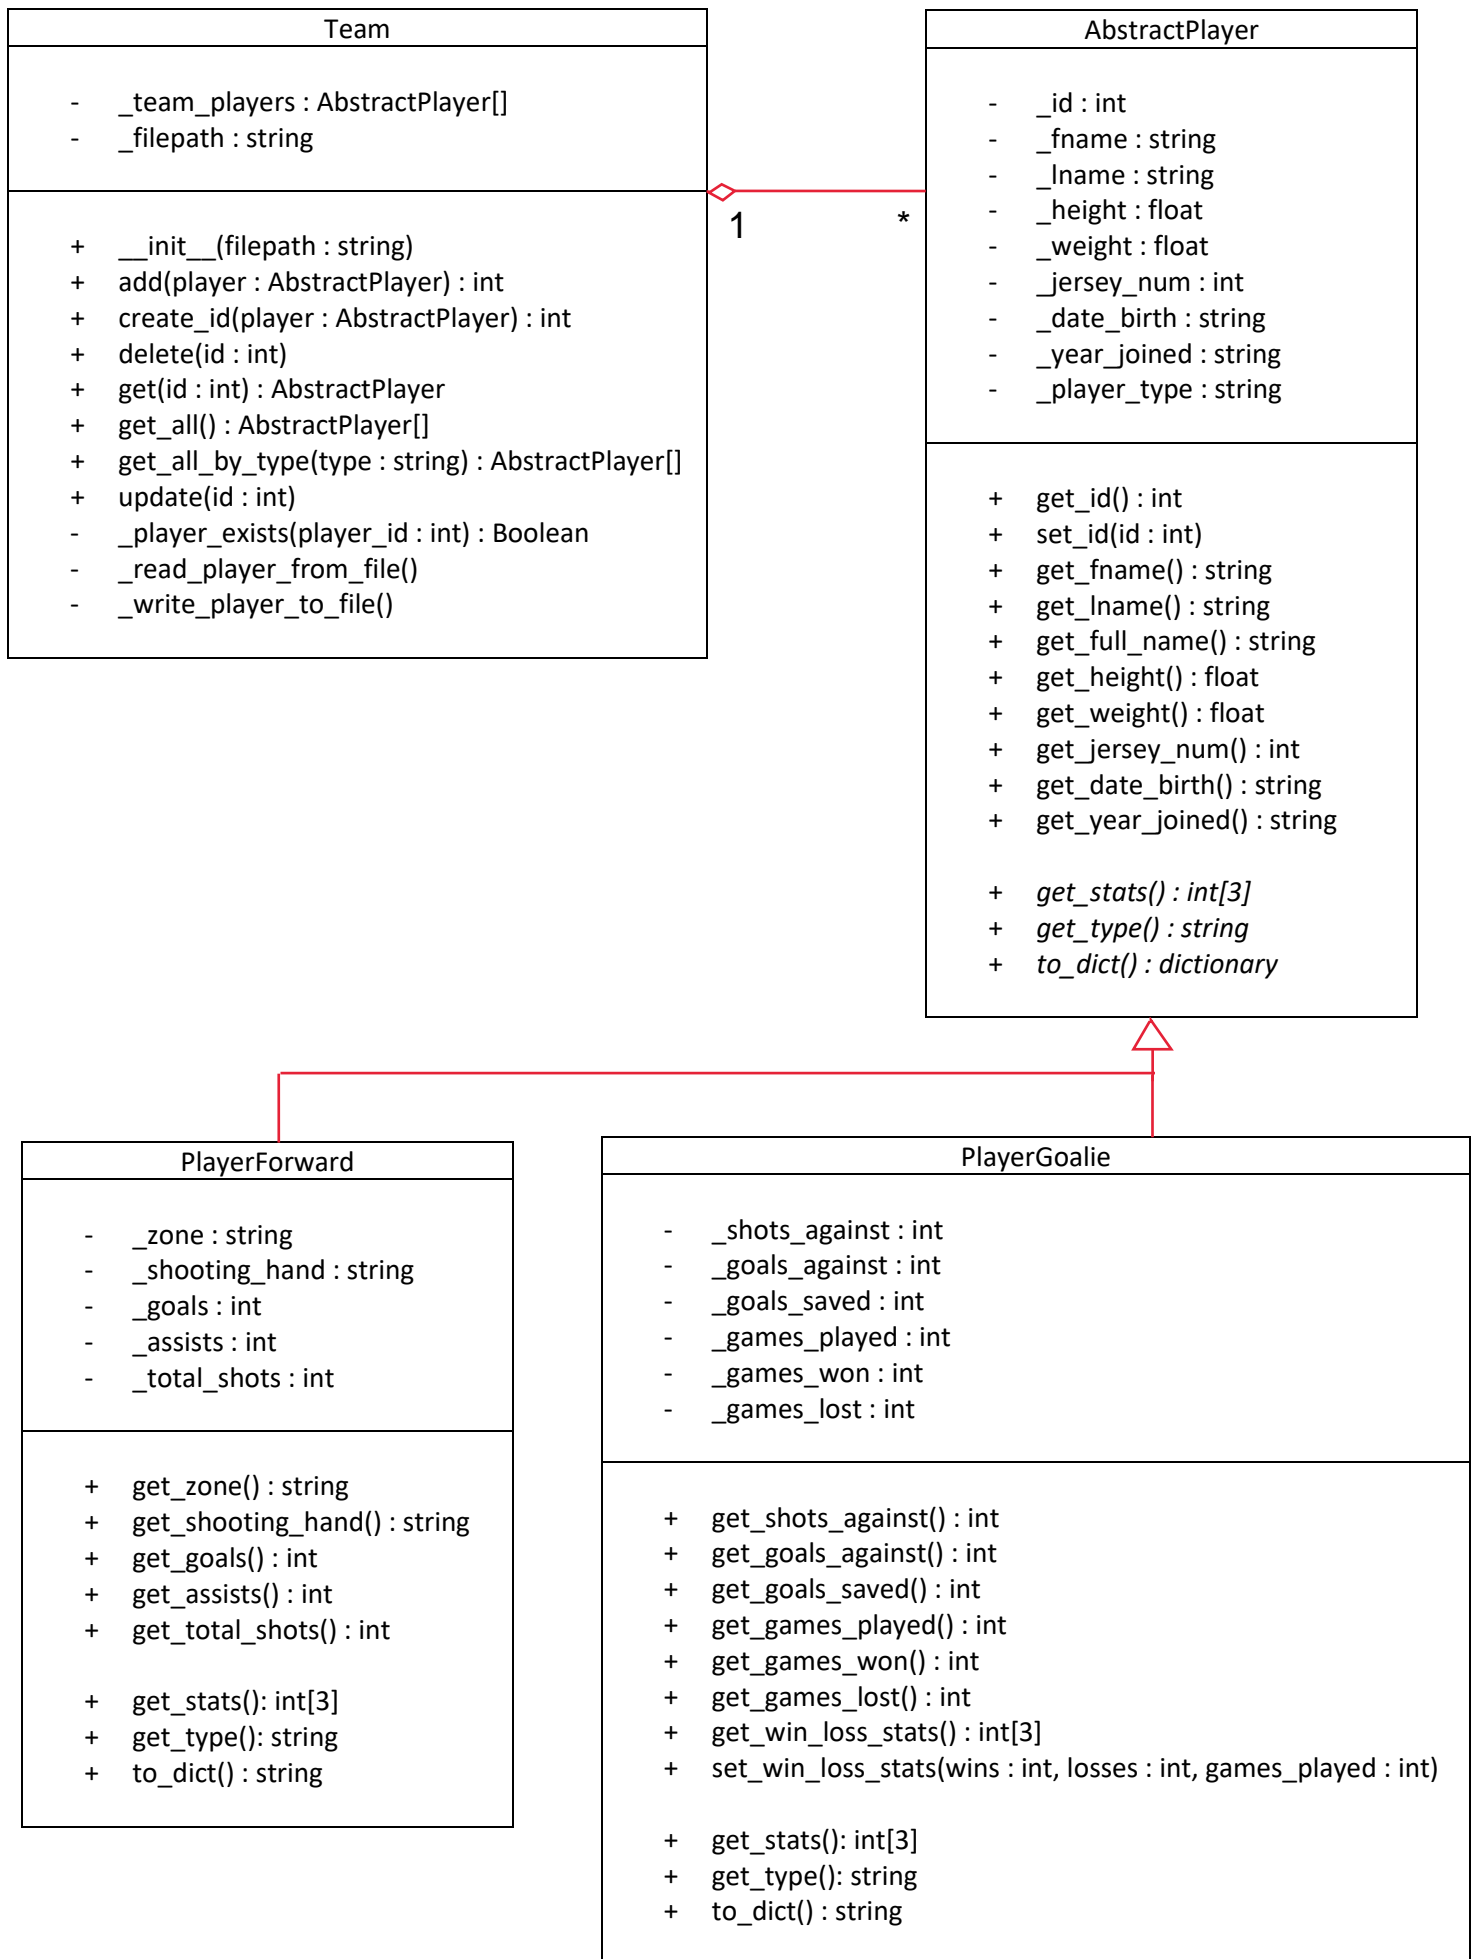 Team
- _team_players : AbstractPlayer[]
- _filepath : string
+ __init__(filepath : string)
+ add(player : AbstractPlayer) : int
+ create_id(player : AbstractPlayer) : int
+ delete(id : int)
+ get(id : int) : AbstractPlayer
+ get_all() : AbstractPlayer[]
+ get_all_by_type(type : string) : AbstractPlayer[]
+ update(id : int)
- _player_exists(player_id : int) : Boolean
- _read_player_from_file()
- _write_player_to_file()
1
*
AbstractPlayer
- _id : int
- _fname : string
- _lname : string
- _height : float
- _weight : float
- _jersey_num : int
- _date_birth : string
- _year_joined : string
- _player_type : string
+ get_id() : int
+ set_id(id : int)
+ get_fname() : string
+ get_lname() : string
+ get_full_name() : string
+ get_height() : float
+ get_weight() : float
+ get_jersey_num() : int
+ get_date_birth() : string
+ get_year_joined() : string
+ get_stats() : int[3]
+ get_type() : string
+ to_dict() : dictionary
PlayerForward
- _zone : string
- _shooting_hand : string
- _goals : int
- _assists : int
- _total_shots : int
+ get_zone() : string
+ get_shooting_hand() : string
+ get_goals() : int
+ get_assists() : int
+ get_total_shots() : int
+ get_stats(): int[3]
+ get_type(): string
+ to_dict() : string
PlayerGoalie
- _shots_against : int
- _goals_against : int
- _goals_saved : int
- _games_played : int
- _games_won : int
- _games_lost : int
+ get_shots_against() : int
+ get_goals_against() : int
+ get_goals_saved() : int
+ get_games_played() : int
+ get_games_won() : int
+ get_games_lost() : int
+ get_win_loss_stats() : int[3]
+ set_win_loss_stats(wins : int, losses : int, games_played : int)
+ get_stats(): int[3]
+ get_type(): string
+ to_dict() : string